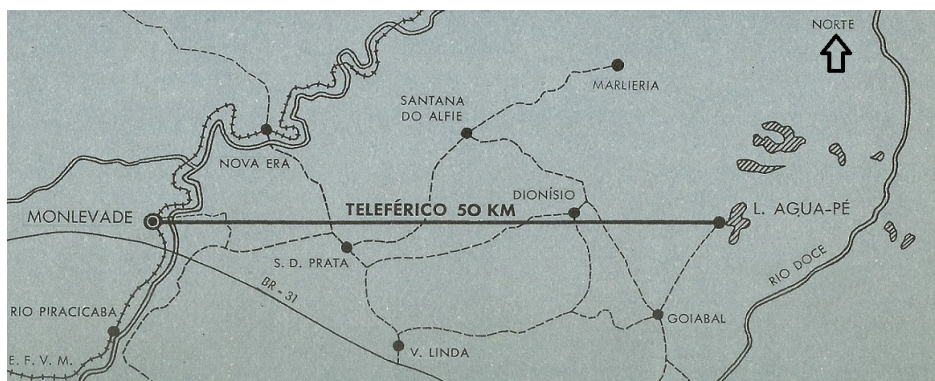 NORTE
MARLIERIA
SANTANA
DO ALFIE
NOVA ERA
DIONÍSIO
MONLEVADE
TELEFÉRICO 50 KM
L. AGUA-PÉ
S. D. PRATA
RIO DOCE
BR-31
RIO PIRACICABA
GOIABAL
V. LINDA
E. F. V. M.